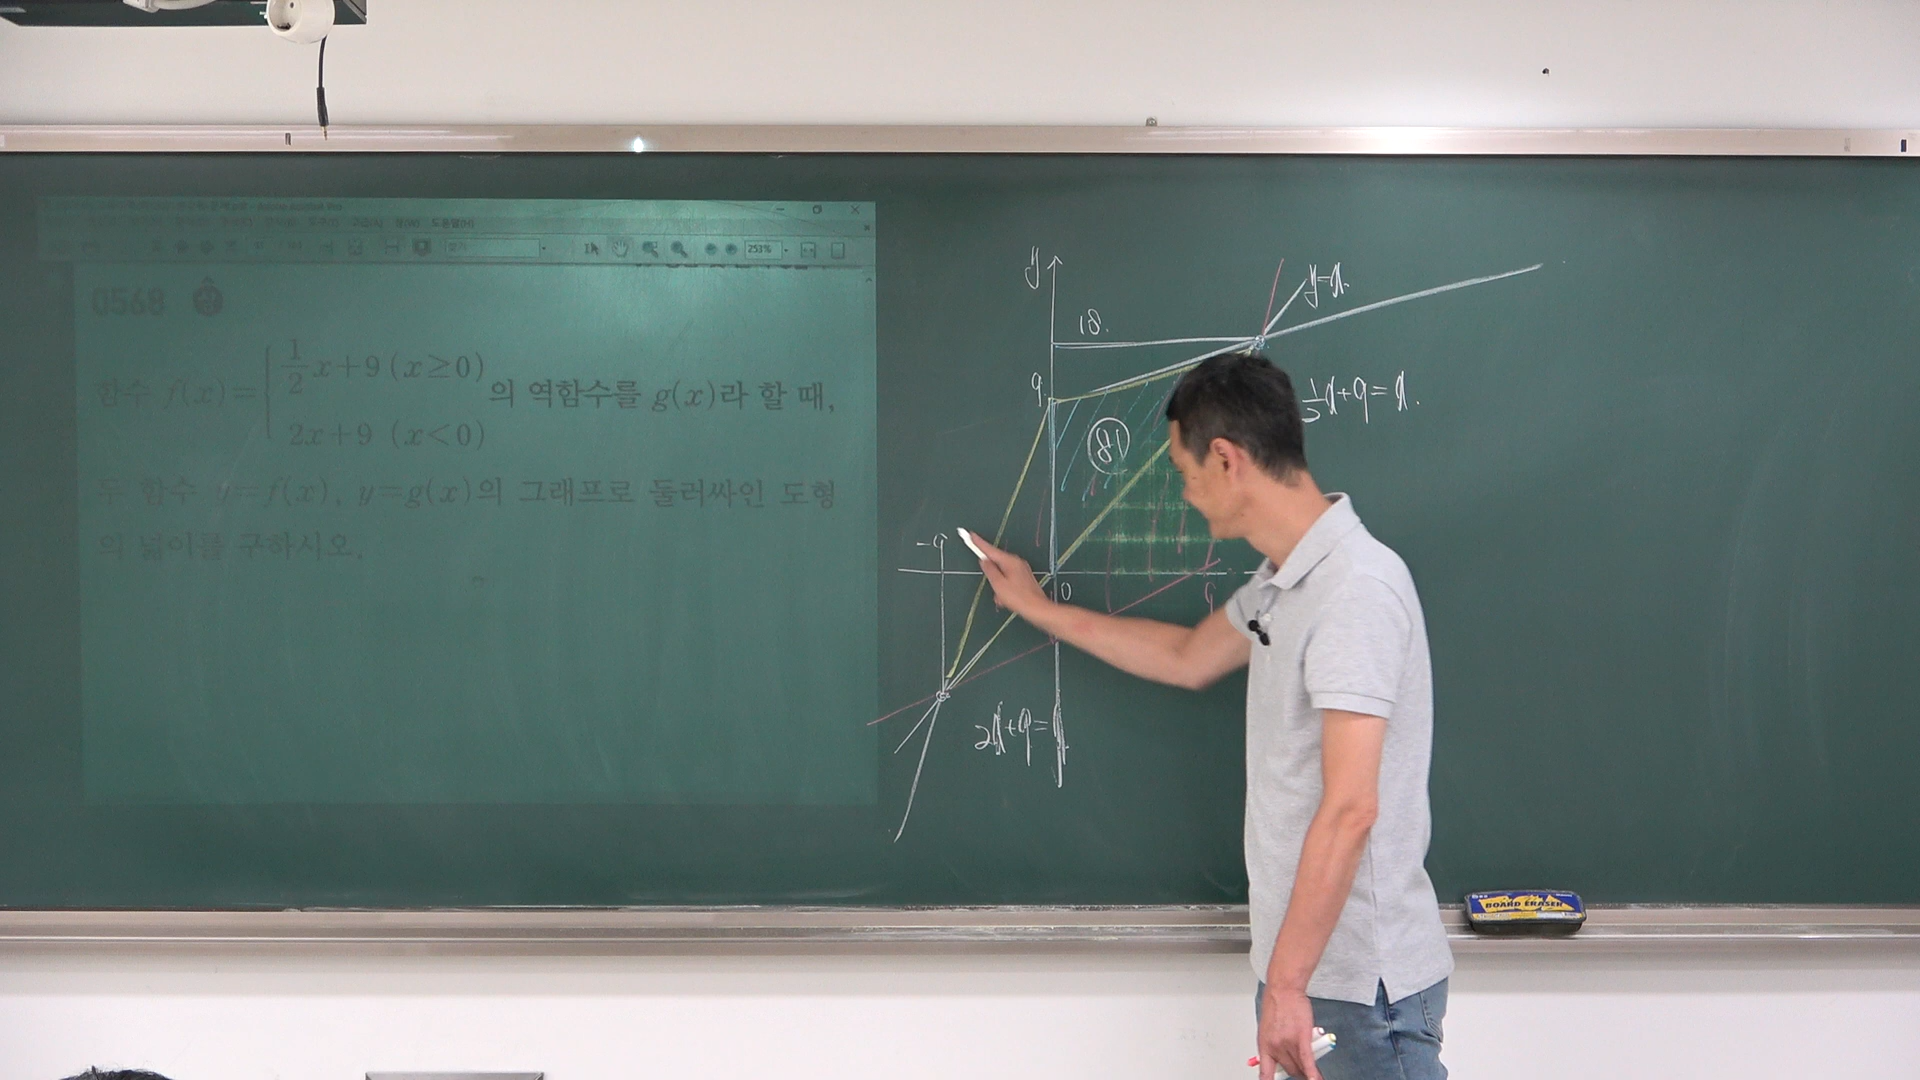 253%
0568
함수 f(x)={ 1/2 x+9 (x≥0)
2x+9 (x<0) 의 역함수를 g(x)라 할 때,
두 함수 y=f(x), y=g(x)의 그래프로 둘러싸인 도형
의 넓이를 구하시오.
y
y=x
18
9
1/2 x+9=x
81
-9
0
9
2x+9=x
BOARD ERASER